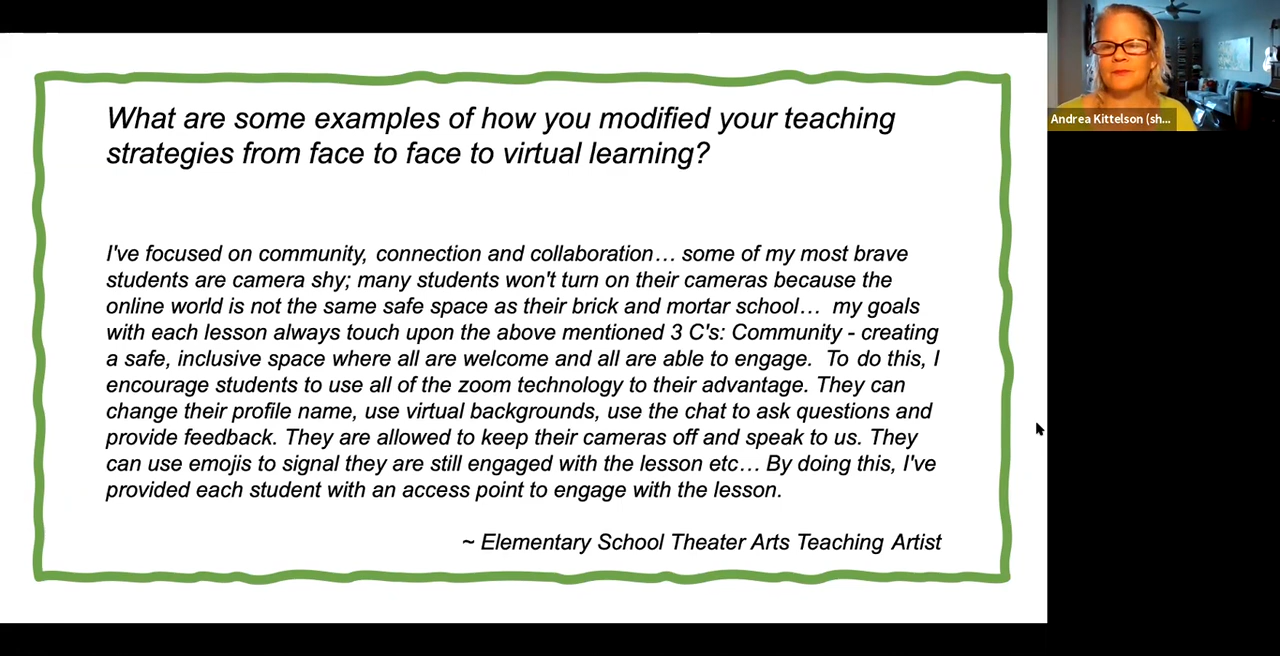 What are some examples of how you modified your teaching
strategies from face to face to virtual learning?
I've focused on community, connection and collaboration… some of my most brave
students are camera shy; many students won't turn on their cameras because the
online world is not the same safe space as their brick and mortar school… my goals
with each lesson always touch upon the above mentioned 3 C's: Community - creating
a safe, inclusive space where all are welcome and all are able to engage. To do this, I
encourage students to use all of the zoom technology to their advantage. They can
change their profile name, use virtual backgrounds, use the chat to ask questions and
provide feedback. They are allowed to keep their cameras off and speak to us. They
can use emojis to signal they are still engaged with the lesson etc… By doing this, I've
provided each student with an access point to engage with the lesson.
~ Elementary School Theater Arts Teaching Artist
Andrea Kittelson (sh...